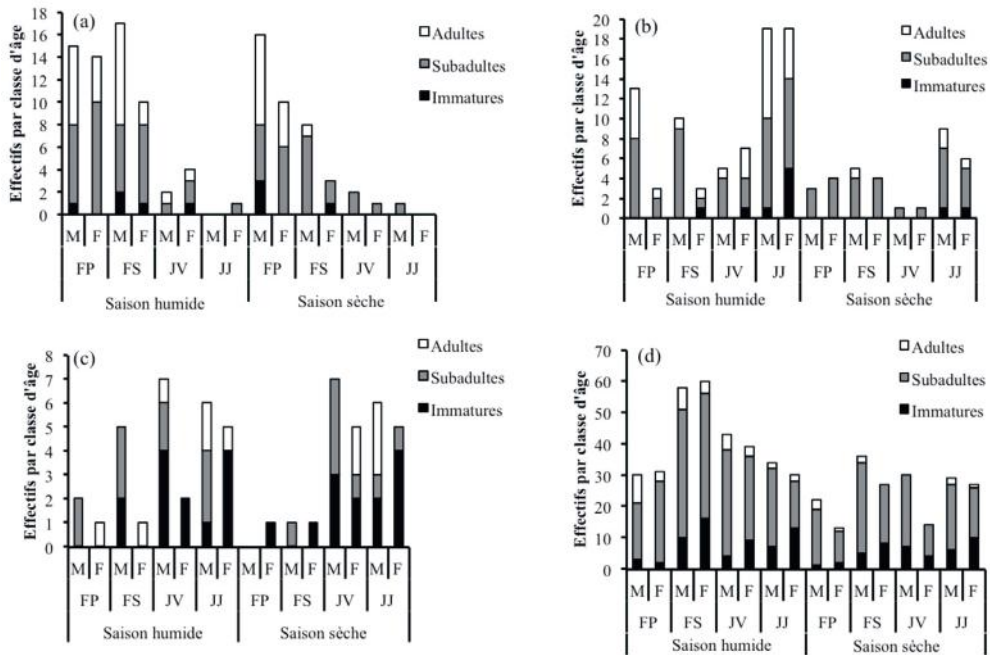 (a)
Effectifs par classe d'âge
18
16
14
12
10
8
6
4
2
0
Adultes
Subadultes
Immatures
M F M F M F M F M F M F M F M F
FP FS JV JJ FP FS JV JJ
Saison humide Saison sèche
(b)
Effectifs par classe d'âge
20
18
16
14
12
10
8
6
4
2
0
Adultes
Subadultes
Immatures
M F M F M F M F M F M F M F M F
FP FS JV JJ FP FS JV JJ
Saison humide Saison sèche
(c)
Effectifs par classe d'âge
8
7
6
5
4
3
2
1
0
Adultes
Subadultes
Immatures
M F M F M F M F M F M F M F M F
FP FS JV JJ FP FS JV JJ
Saison humide Saison sèche
(d)
Effectifs par classe d'âge
70
60
50
40
30
20
10
0
Adultes
Subadultes
Immatures
M F M F M F M F M F M F M F M F
FP FS JV JJ FP FS JV JJ
Saison humide Saison sèche